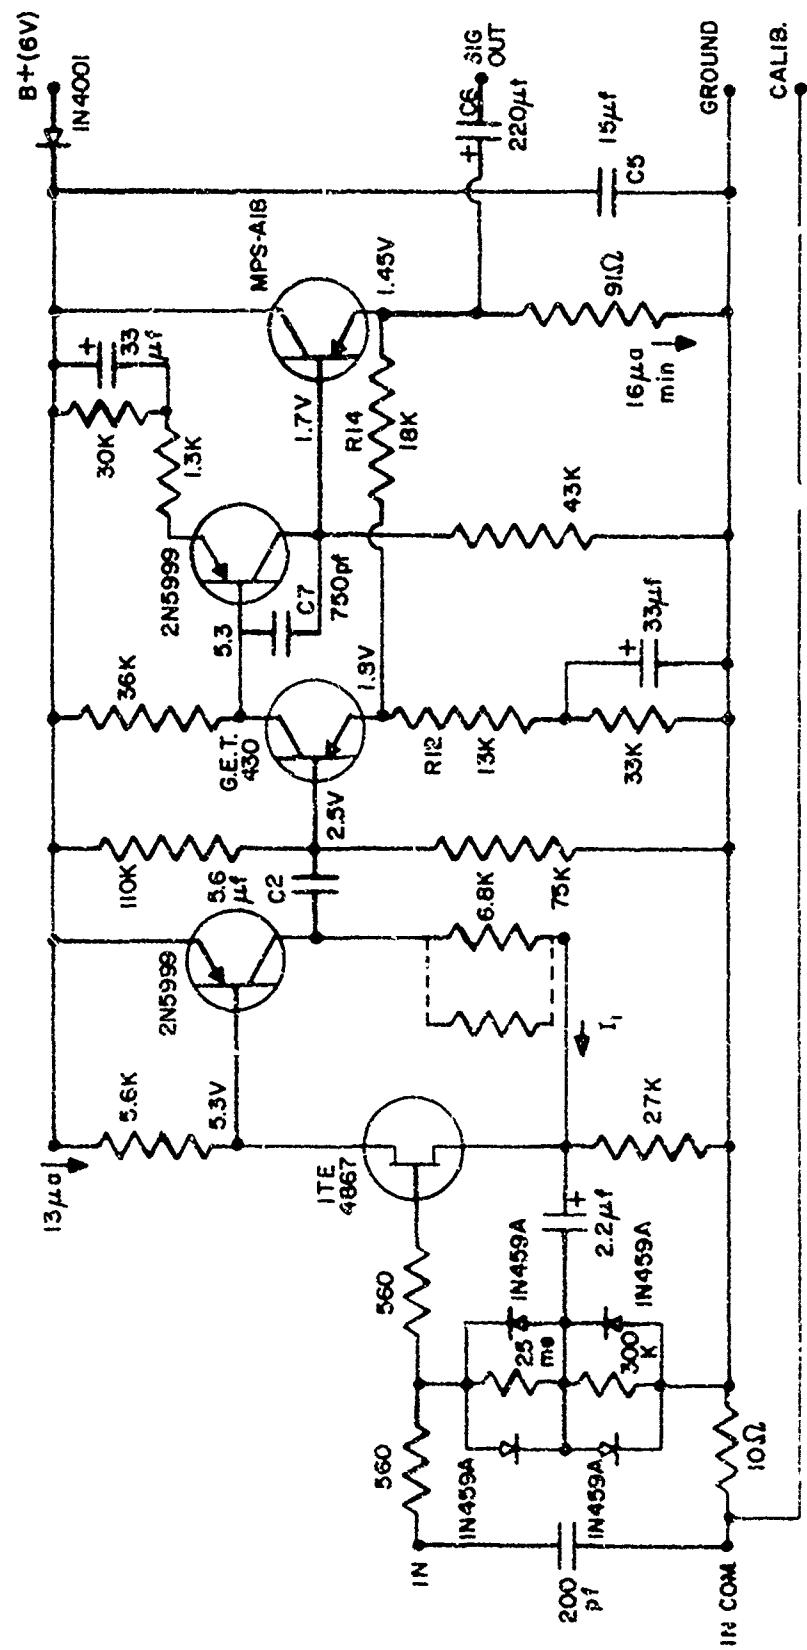 B+(6V)
1N4001
SIG
OUT
C6
+
220µf
GROUND
CALIB.
15µf
C5
MPS-A18
1.45V
91Ω
16µa
min
+
33
µf
30K
1.3K
1.7V
R14
18K
43K
2N5999
5.3
C7
750pf
36K
G.E.T.
430
1.9V
R12
13K
+
33µf
33K
2.5V
110K
5.6
µf
C2
75K
2N5999
6.8K
I₁
5.6K
5.3V
13µa
ITE
4867
27K
+
2.2µf
560
1N459A
1N459A
25
me
300
K
560
1N459A
1N459A
10Ω
IN
200
pf
IN COM.